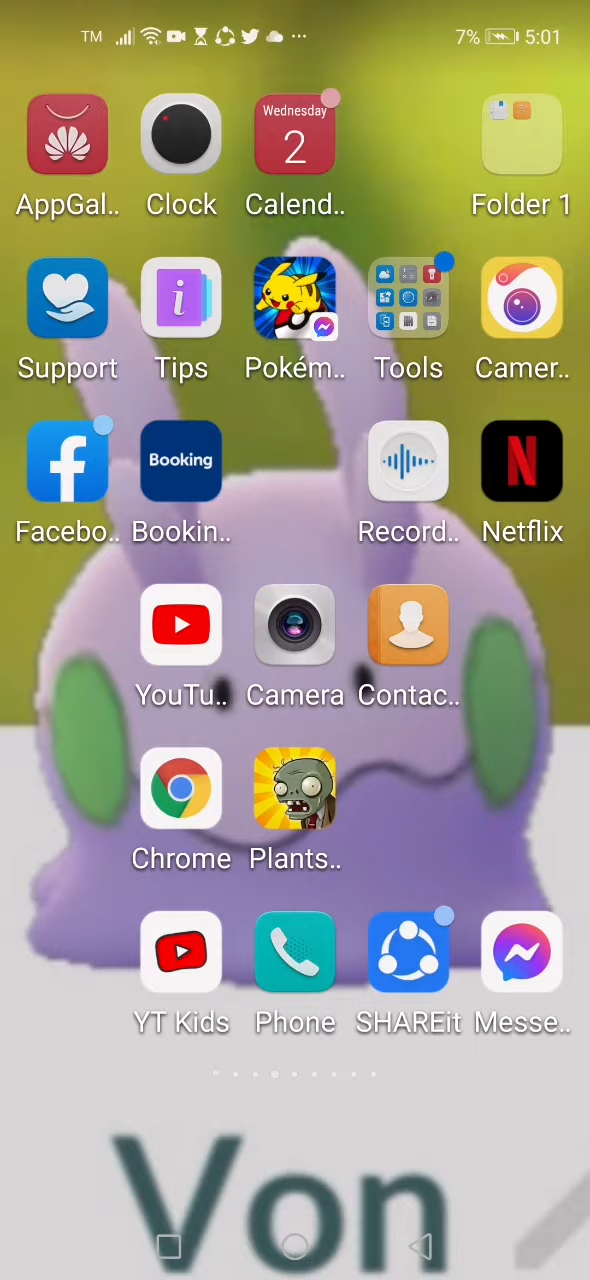 TM 7% 5:01
Wednesday
2
AppGal.. Clock Calend.. Folder 1
Support Tips Pokém.. Tools Camer..
Booking
Facebo.. Bookin.. Record.. Netflix
YouTu.. Camera Contac..
Chrome Plants..
YT Kids Phone SHAREit Messe..
Von